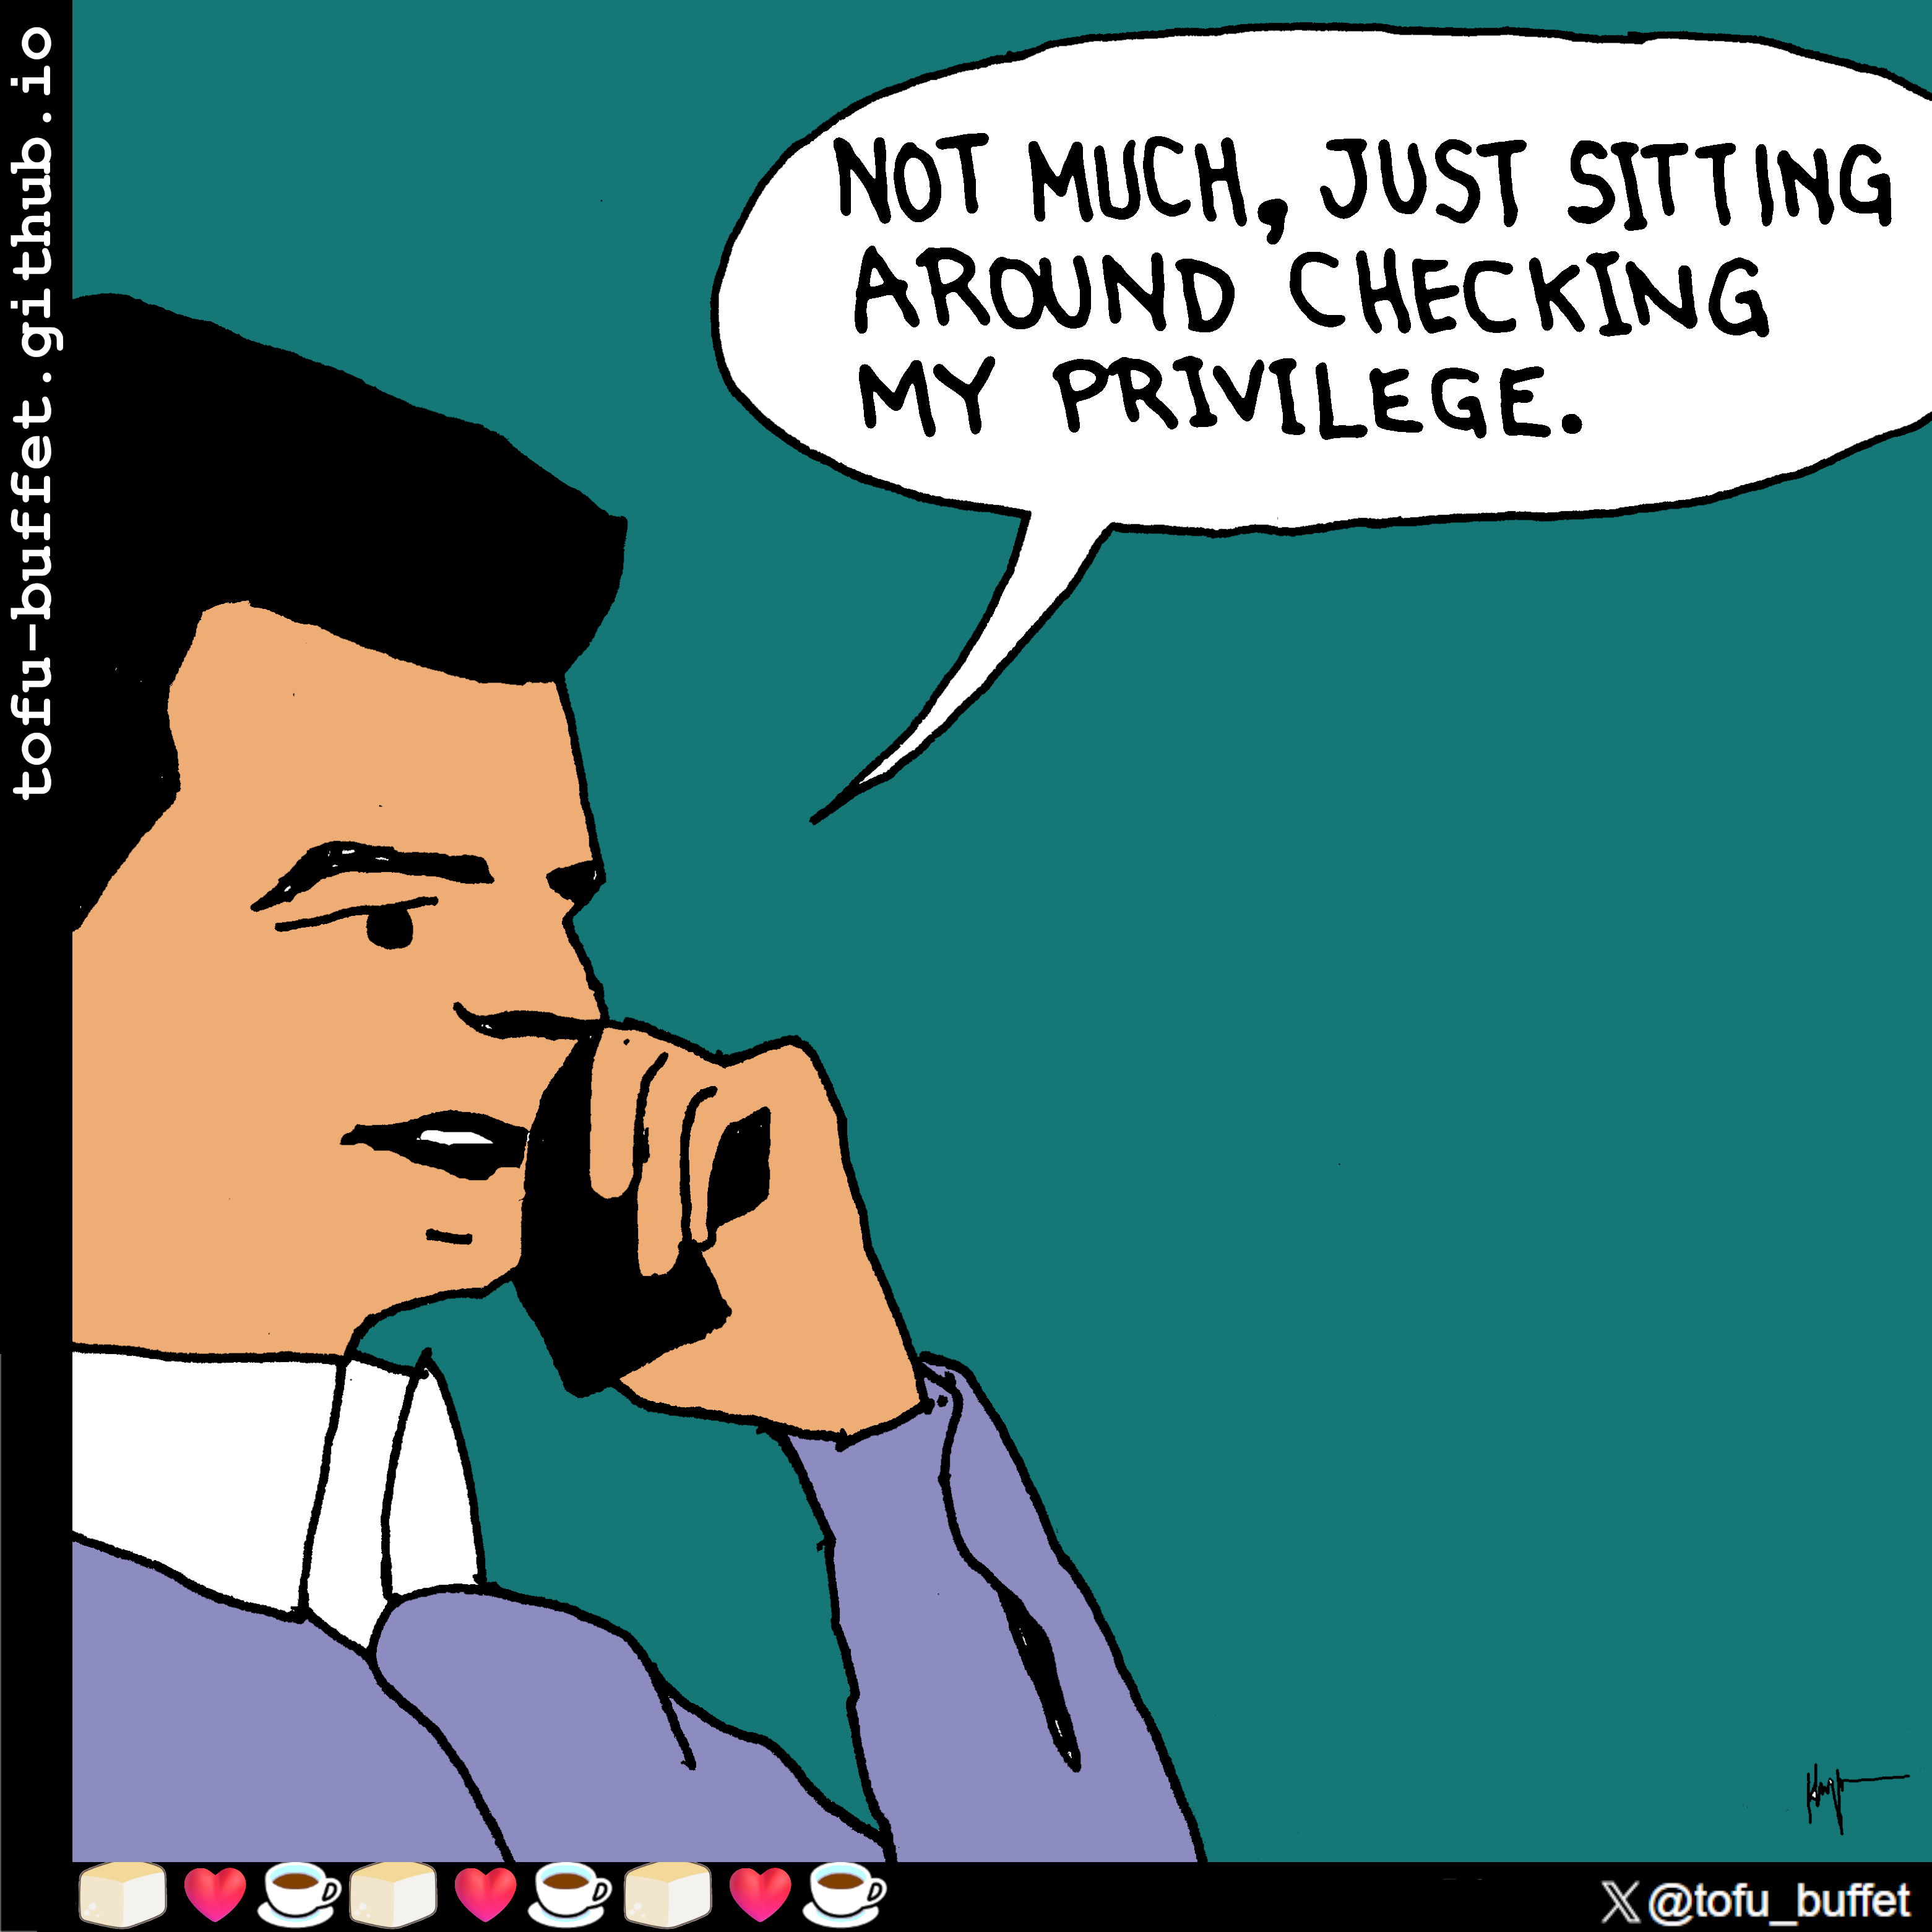 tofu-buffet.github.io
NOT MUCH, JUST SITTING
AROUND CHECKING
MY PRIVILEGE.
𝕏 @tofu_buffet